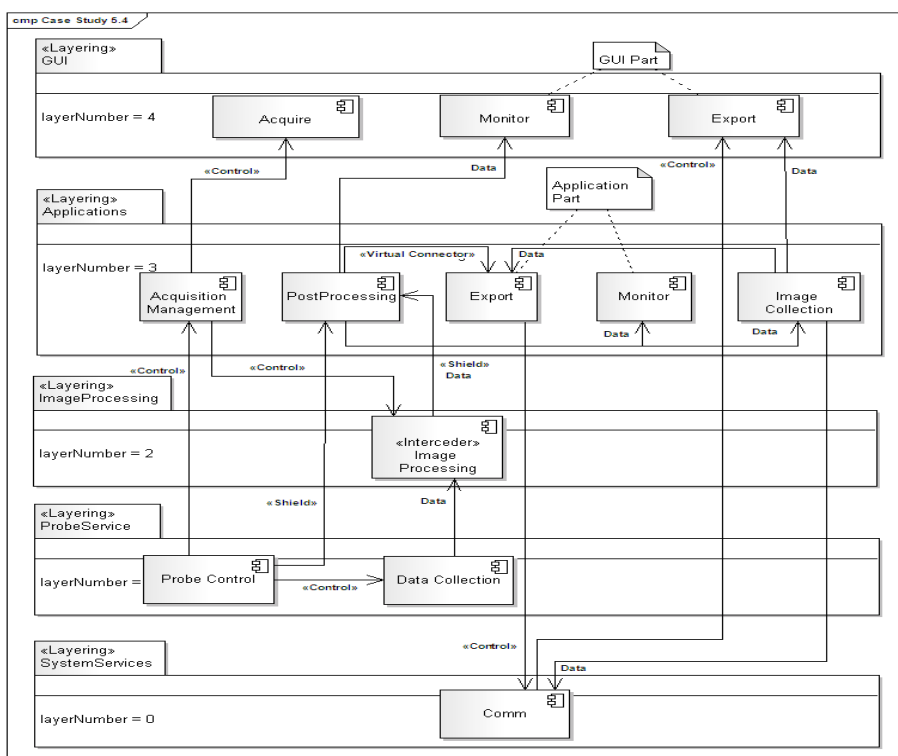 cmp Case Study 5.4
«Layering»
GUI
GUI Part
layerNumber = 4
Acquire
Monitor
Export
«Control»
Data
«Control»
Data
«Layering»
Applications
Application
Part
«Virtual Connector»
Data
layerNumber = 3
Acquisition
Management
PostProcessing
Export
Monitor
Image
Collection
Data
Data
«Control»
«Control»
«Shield»
Data
«Layering»
ImageProcessing
layerNumber = 2
«Interceder»
Image
Processing
«Shield»
Data
«Layering»
ProbeService
layerNumber =
Probe Control
Data Collection
«Control»
«Layering»
SystemServices
«Control»
Data
layerNumber = 0
Comm